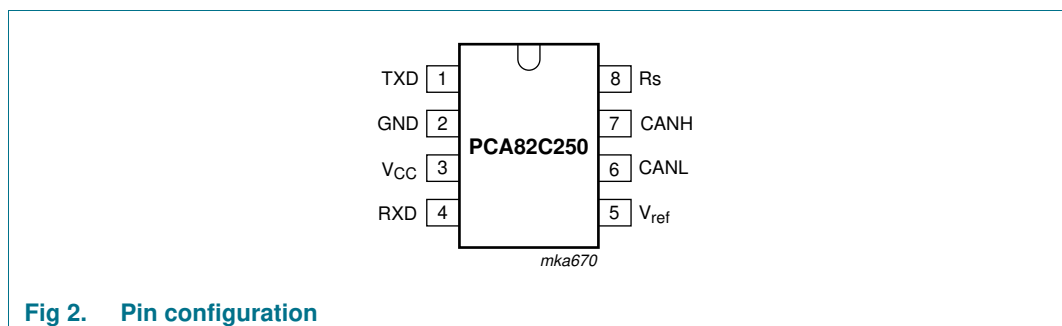 TXD 1 8 Rs
GND 2 7 CANH
PCA82C250
VCC 3 6 CANL
RXD 4 5 Vref
mka670
Fig 2. Pin configuration